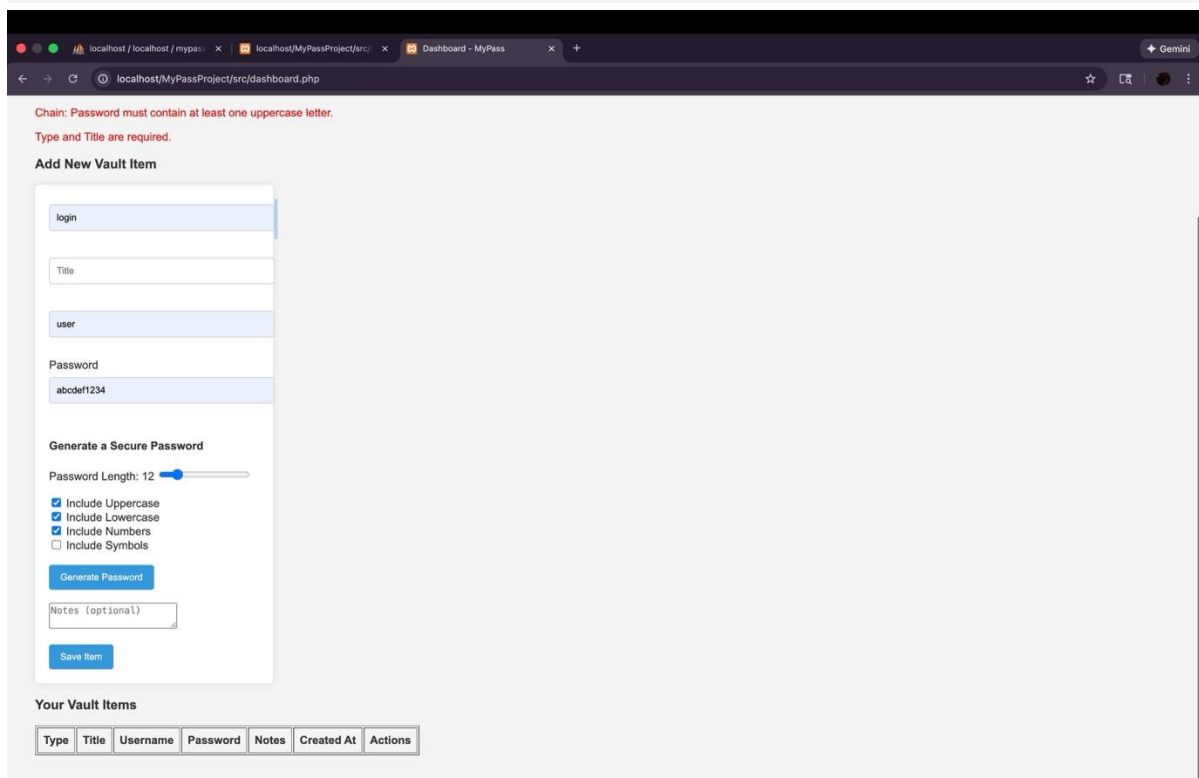 localhost / localhost / mypass
localhost/MyPassProject/src/
Dashboard - MyPass
Gemini
localhost/MyPassProject/src/dashboard.php
Chain: Password must contain at least one uppercase letter.
Type and Title are required.
Add New Vault Item
login
Title
user
Password
abcdef1234
Generate a Secure Password
Password Length: 12
Include Uppercase
Include Lowercase
Include Numbers
Include Symbols
Generate Password
Notes (optional)
Save Item
Your Vault Items
Type Title Username Password Notes Created At Actions